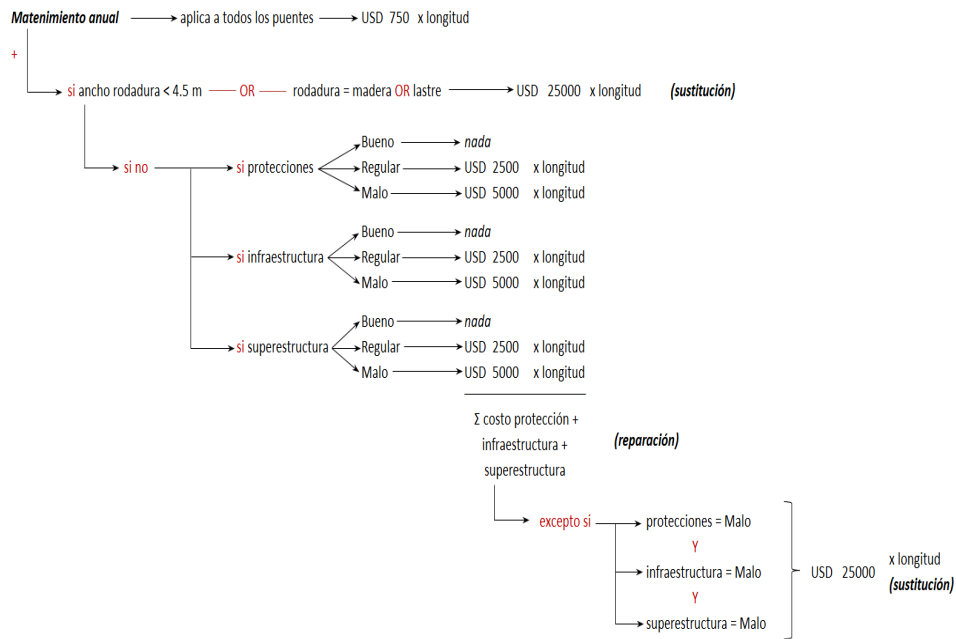 Matenimiento anual aplica a todos los puentes USD 750 x longitud
+
si ancho rodadura < 4.5 m OR rodadura = madera OR lastre USD 25000 x longitud (sustitución)
Bueno nada
si no si protecciones Regular USD 2500 x longitud
Malo USD 5000 x longitud
Bueno nada
si infraestructura Regular USD 2500 x longitud
Malo USD 5000 x longitud
Bueno nada
si superestructura Regular USD 2500 x longitud
Malo USD 5000 x longitud
Σ costo protección +
infraestructura + (reparación)
superestructura
excepto si protecciones = Malo
Y
infraestructura = Malo USD 25000 x longitud
(sustitución)
Y
superestructura = Malo